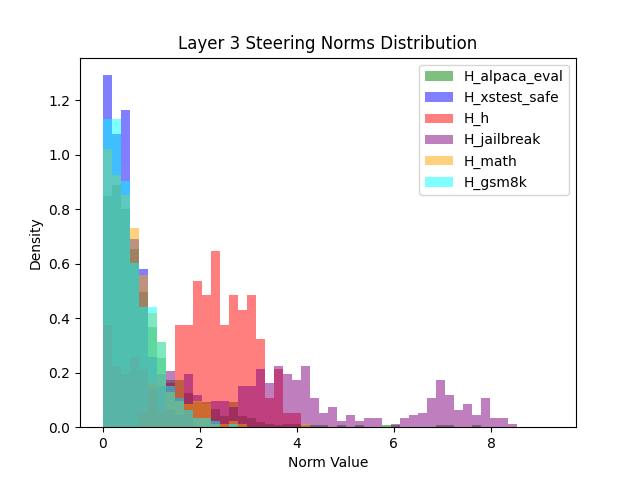 Layer 3 Steering Norms Distribution
H_alpaca_eval
H_xstest_safe
H_h
H_jailbreak
H_math
H_gsm8k
Density
1.2
1.0
0.8
0.6
0.4
0.2
0.0
0
2
4
6
8
Norm Value